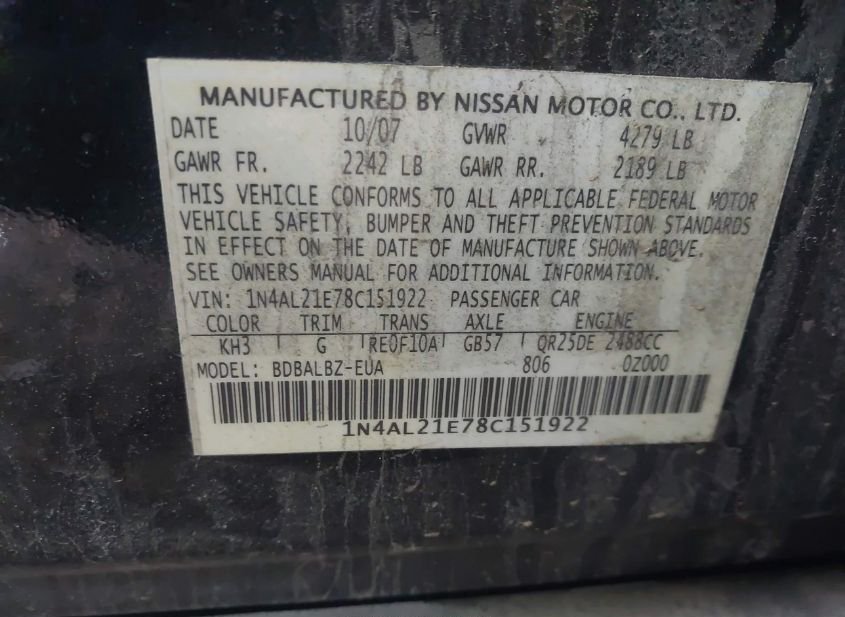 MANUFACTURED BY NISSAN MOTOR CO., LTD.
DATE 10/07 GVWR 4279 LB
GAWR FR. 2242 LB GAWR RR. 2189 LB
THIS VEHICLE CONFORMS TO ALL APPLICABLE FEDERAL MOTOR
VEHICLE SAFETY, BUMPER AND THEFT PREVENTION STANDARDS
IN EFFECT ON THE DATE OF MANUFACTURE SHOWN ABOVE.
SEE OWNERS MANUAL FOR ADDITIONAL INFORMATION.
VIN: 1N4AL21E78C151922 PASSENGER CAR
COLOR TRIM TRANS AXLE ENGINE
KH3 G RE0F10A GB57 QR25DE 2488CC
MODEL: BDBALBZ-EUA 806 0Z000
1N4AL21E78C151922